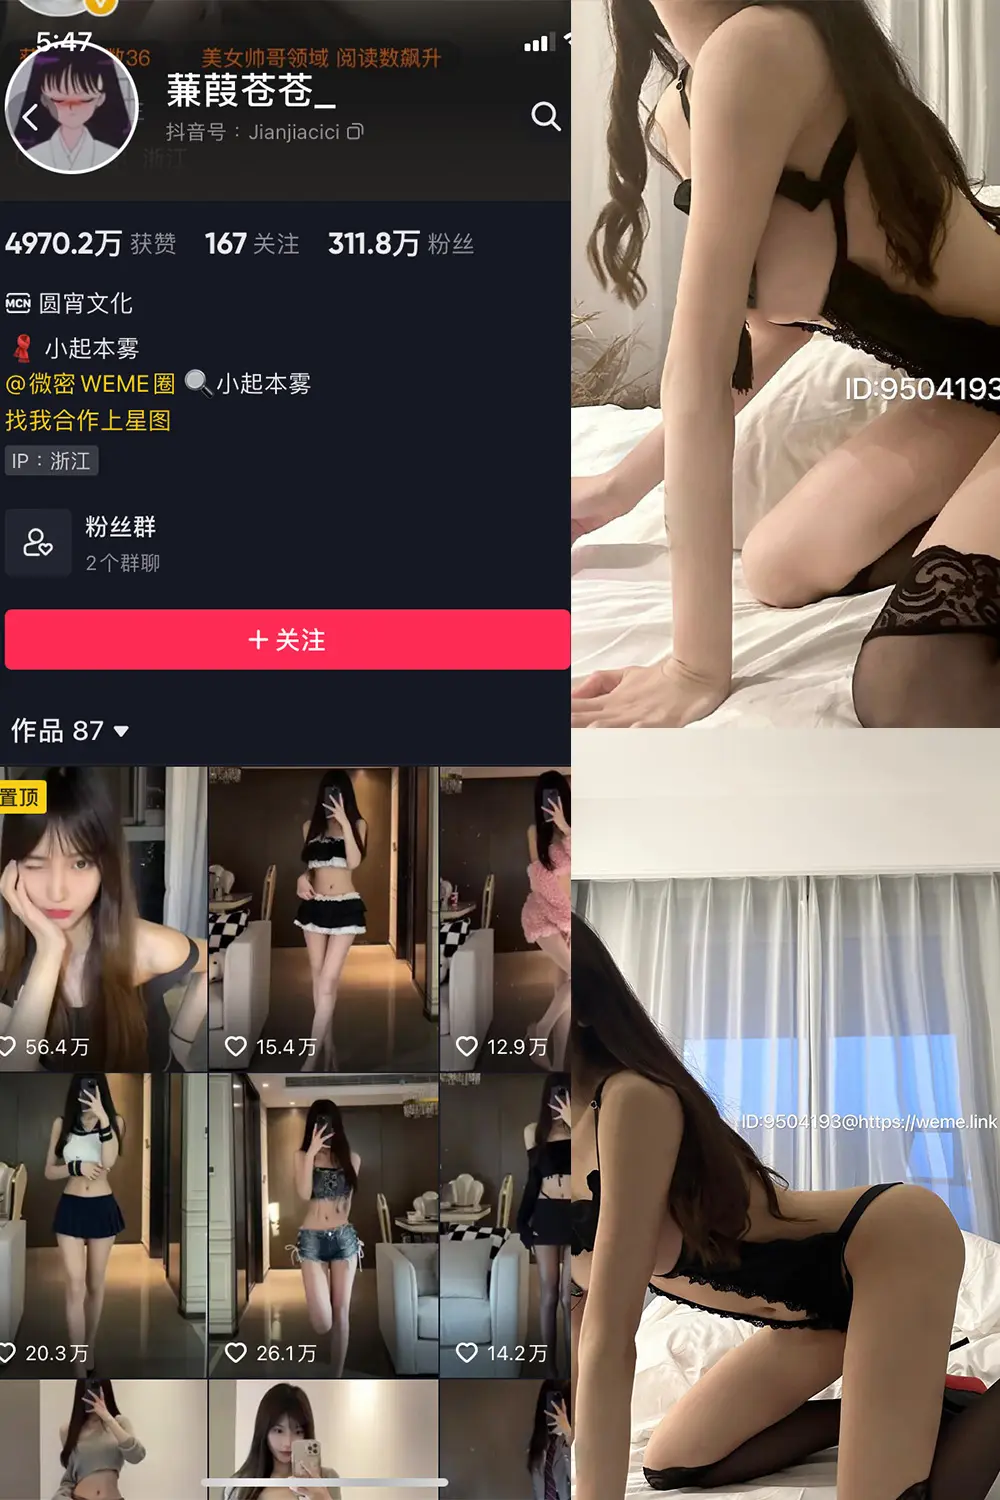 5:47
数36
美女帅哥领域 阅读数飙升
蒹葭苍苍_
抖音号：Jianjiacici
浙江
4970.2万 获赞 167 关注 311.8万 粉丝
MCN 圆宵文化
小起本雾
@微密WEME圈 小起本雾
找我合作上星图
IP：浙江
粉丝群
2个群聊
+ 关注
作品 87
置顶
56.4万
15.4万
12.9万
20.3万
26.1万
14.2万
ID:9504193
ID:9504193@https://weme.link